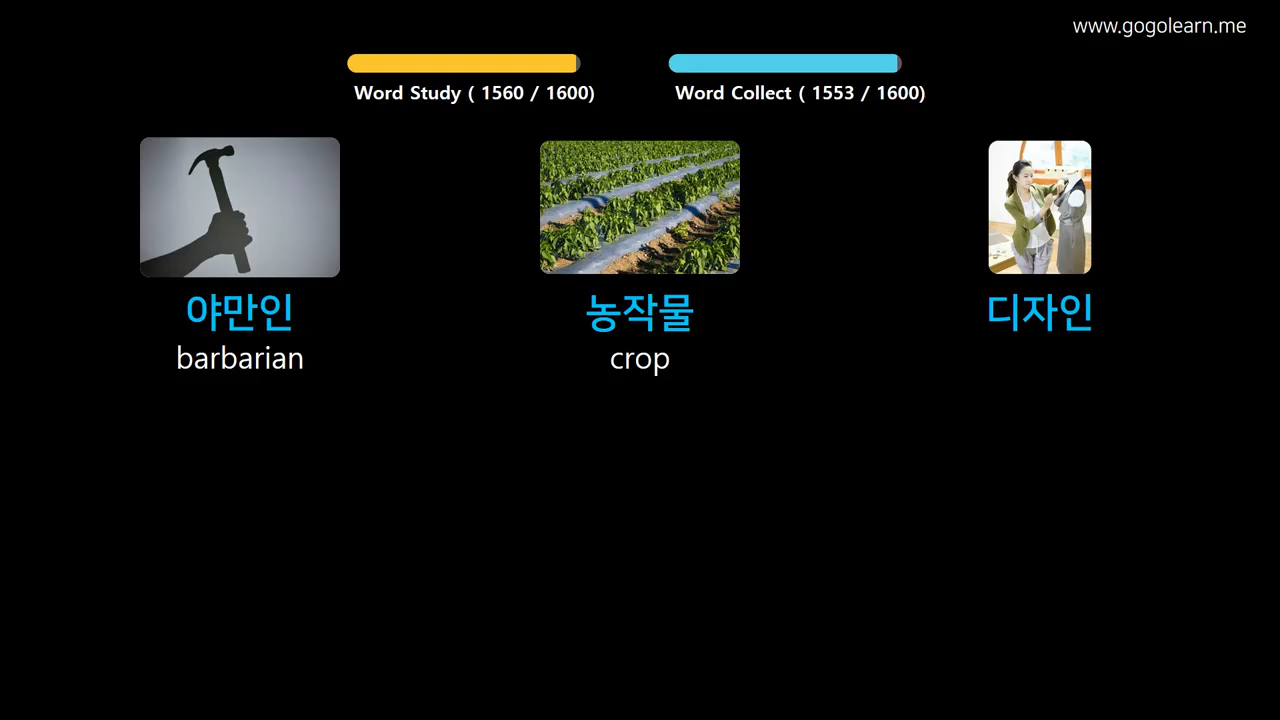 www.gogolearn.me
Word Study ( 1560 / 1600)
Word Collect ( 1553 / 1600)
야만인
barbarian
농작물
crop
디자인